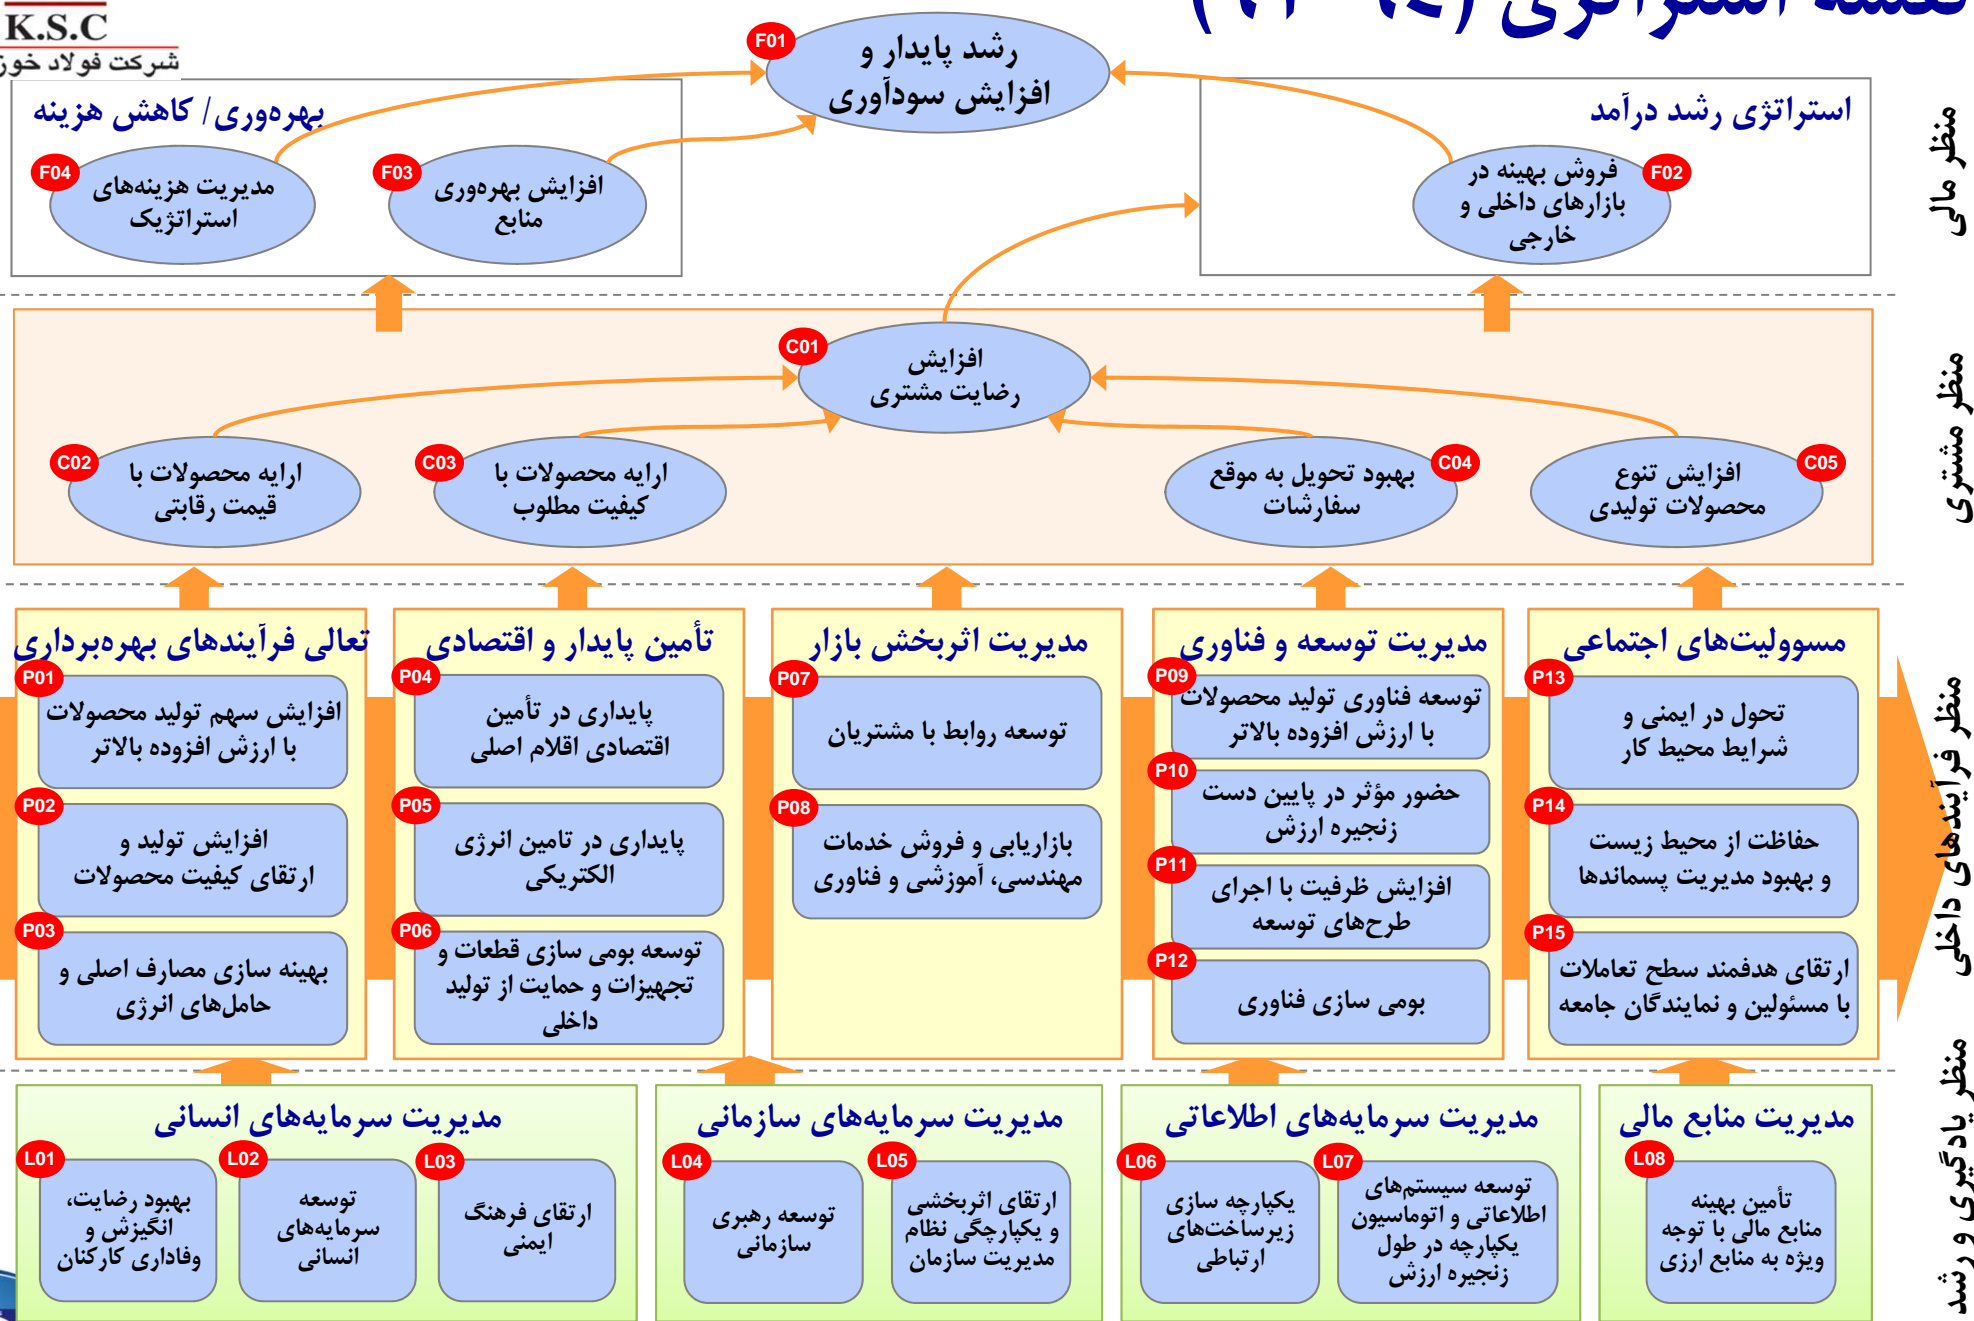 K.S.C
شرکت فولاد
نقشه استراتژی
منظر مالی
F01
رشد پایدار و
افزایش سودآوری
استراتژی رشد درآمد
F02
فروش بهینه در
بازارهای داخلی و
خارجی
بهره‌وری/ کاهش هزینه
F03
افزایش بهره‌وری
منابع
F04
مدیریت هزینه‌های
استراتژیک
منظر مشتری
C01
افزایش
رضایت مشتری
C05
افزایش تنوع
محصولات تولیدی
C04
بهبود تحویل به موقع
سفارشات
C03
ارایه محصولات با
کیفیت مطلوب
C02
ارایه محصولات با
قیمت رقابتی
منظر فرآیندهای داخلی
مسوولیت‌های اجتماعی
P13
تحول در ایمنی و
شرایط محیط کار
P14
حفاظت از محیط زیست
و بهبود مدیریت پسماندها
P15
ارتقای هدفمند سطح تعاملات
با مسئولین و نمایندگان جامعه
مدیریت توسعه و فناوری
P09
توسعه فناوری تولید محصولات
با ارزش افزوده بالاتر
P10
حضور مؤثر در پایین دست
زنجیره ارزش
P11
افزایش ظرفیت با اجرای
طرح‌های توسعه
P12
بومی سازی فناوری
مدیریت اثربخش بازار
P07
توسعه روابط با مشتریان
P08
بازاریابی و فروش خدمات
مهندسی، آموزشی و فناوری
تأمین پایدار و اقتصادی
P04
پایداری در تأمین
اقتصادی اقلام اصلی
P05
پایداری در تامین انرژی
الکتریکی
P06
توسعه بومی سازی قطعات و
تجهیزات و حمایت از تولید
داخلی
تعالی فرآیندهای بهره‌برداری
P01
افزایش سهم تولید محصولات
با ارزش افزوده بالاتر
P02
افزایش تولید و
ارتقای کیفیت محصولات
P03
بهینه سازی مصارف اصلی و
حامل‌های انرژی
منظر یادگیری و رشد
مدیریت منابع مالی
L08
تأمین بهینه
منابع مالی با توجه
ویژه به منابع ارزی
مدیریت سرمایه‌های اطلاعاتی
L07
توسعه سیستم‌های
اطلاعاتی و اتوماسیون
یکپارچه در طول
زنجیره ارزش
L06
یکپارچه سازی
زیرساخت‌های
ارتباطی
مدیریت سرمایه‌های سازمانی
L05
ارتقای اثربخشی
و یکپارچگی نظام
مدیریت سازمان
L04
توسعه رهبری
سازمانی
مدیریت سرمایه‌های انسانی
L03
ارتقای فرهنگ
ایمنی
L02
توسعه
سرمایه‌های
انسانی
L01
بهبود رضایت،
انگیزش و
وفاداری کارکنان